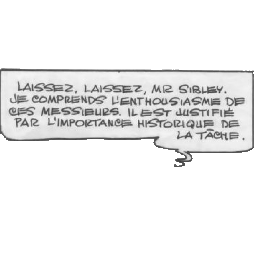 LAISSEZ, LAISSEZ, MR SIBLEY.
JE COMPRENDS L'ENTHOUSIASME DE
CES MESSIEURS. IL EST JUSTIFIÉ
PAR L'IMPORTANCE HISTORIQUE DE
LA TÂCHE.